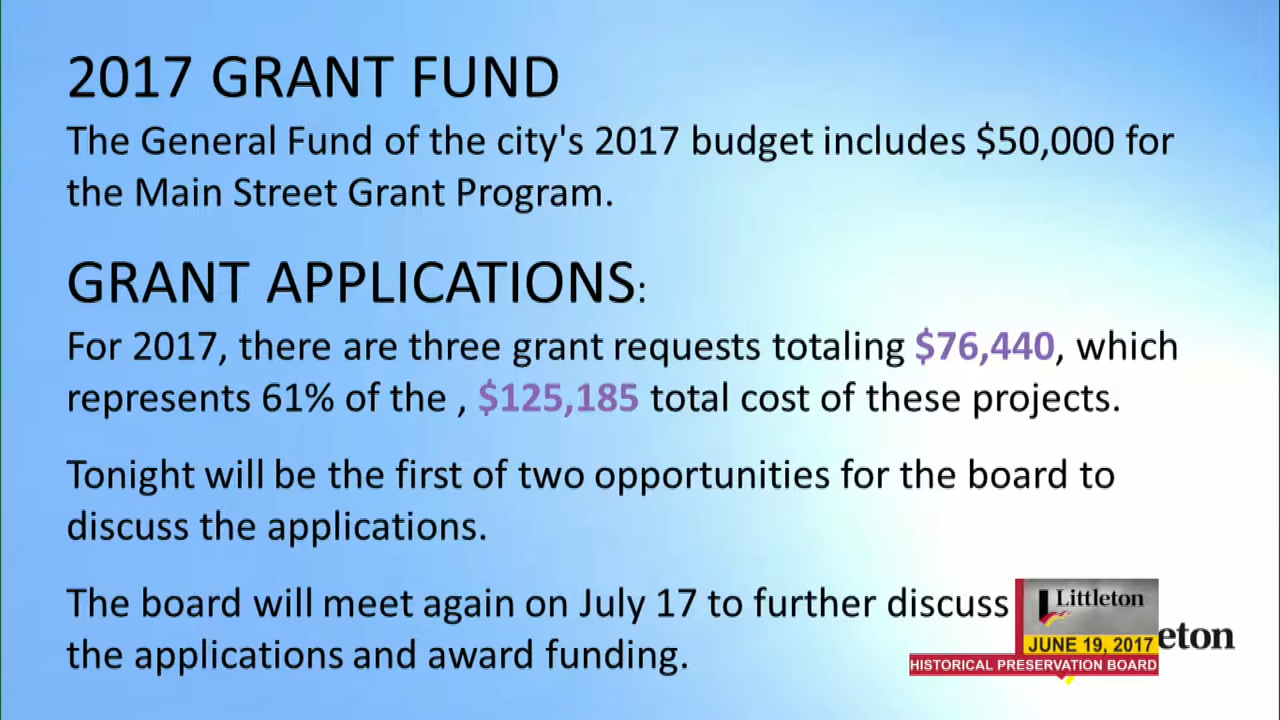 2017 GRANT FUND
The General Fund of the city's 2017 budget includes $50,000 for
the Main Street Grant Program.
GRANT APPLICATIONS:
For 2017, there are three grant requests totaling $76,440, which
represents 61% of the , $125,185 total cost of these projects.
Tonight will be the first of two opportunities for the board to
discuss the applications.
The board will meet again on July 17 to further discuss
the applications and award funding.
Littleton
eton
JUNE 19, 2017
HISTORICAL PRESERVATION BOARD